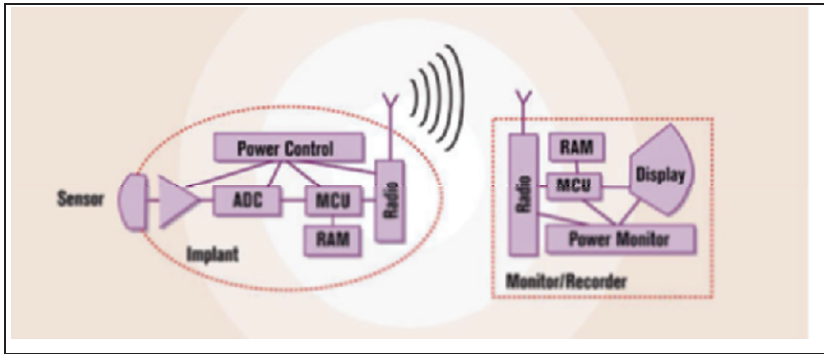 Power Control
Sensor
ADC
MCU
Radio
RAM
Implant
Radio
RAM
MCU
Display
Power Monitor
Monitor/Recorder